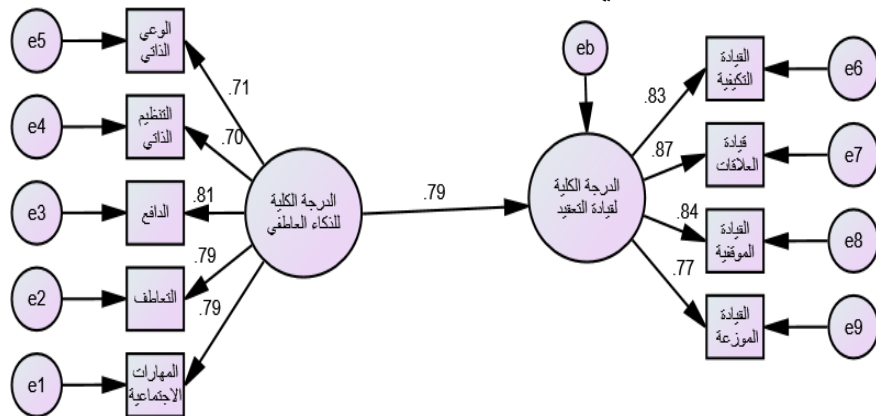 e5
الوعي
الذاتي
.71
e4
التنظيم
الذاتي
.70
e3
الدافع
.81
e2
التعاطف
.79
e1
المهارات
الاجتماعية
.79
الدرجة الكلية
للذكاء العاطفي
.79
eb
الدرجة الكلية
لقيادة التعقيد
.83
القيادة
التكيفية
e6
.87
قيادة
العلاقات
e7
.84
القيادة
الموقفية
e8
.77
القيادة
الموزعة
e9